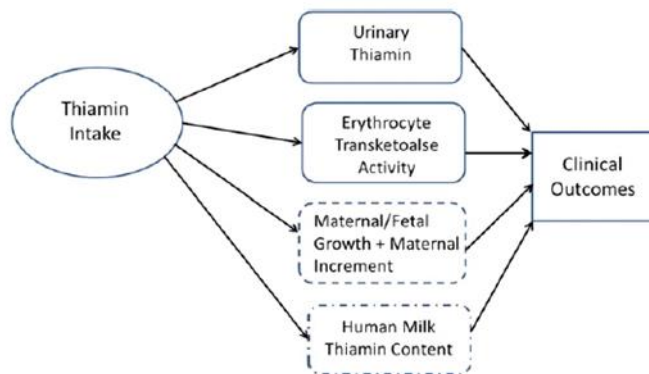 Thiamin
Intake
Urinary
Thiamin
Erythrocyte
Transketoalse
Activity
Maternal/Fetal
Growth + Maternal
Increment
Human Milk
Thiamin Content
Clinical
Outcomes